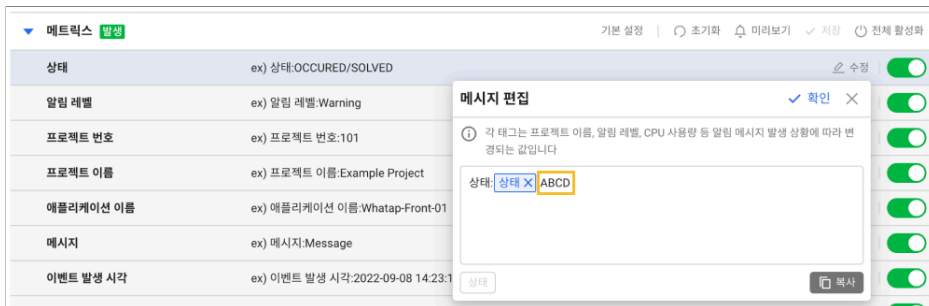 메트릭스 발생 기본 설정 초기화 미리보기 저장 전체 활성화
상태 ex) 상태:OCCURED/SOLVED 수정
알림 레벨 ex) 알림 레벨:Warning
프로젝트 번호 ex) 프로젝트 번호:101
프로젝트 이름 ex) 프로젝트 이름:Example Project
애플리케이션 이름 ex) 애플리케이션 이름:Whatap-Front-01
메시지 ex) 메시지:Message
이벤트 발생 시각 ex) 이벤트 발생 시각:2022-09-08 14:23:1
메시지 편집 확인
각 태그는 프로젝트 이름, 알림 레벨, CPU 사용량 등 알림 메시지 발생 상황에 따라 변
경되는 값입니다
상태: 상태 X ABCD
상태 복사